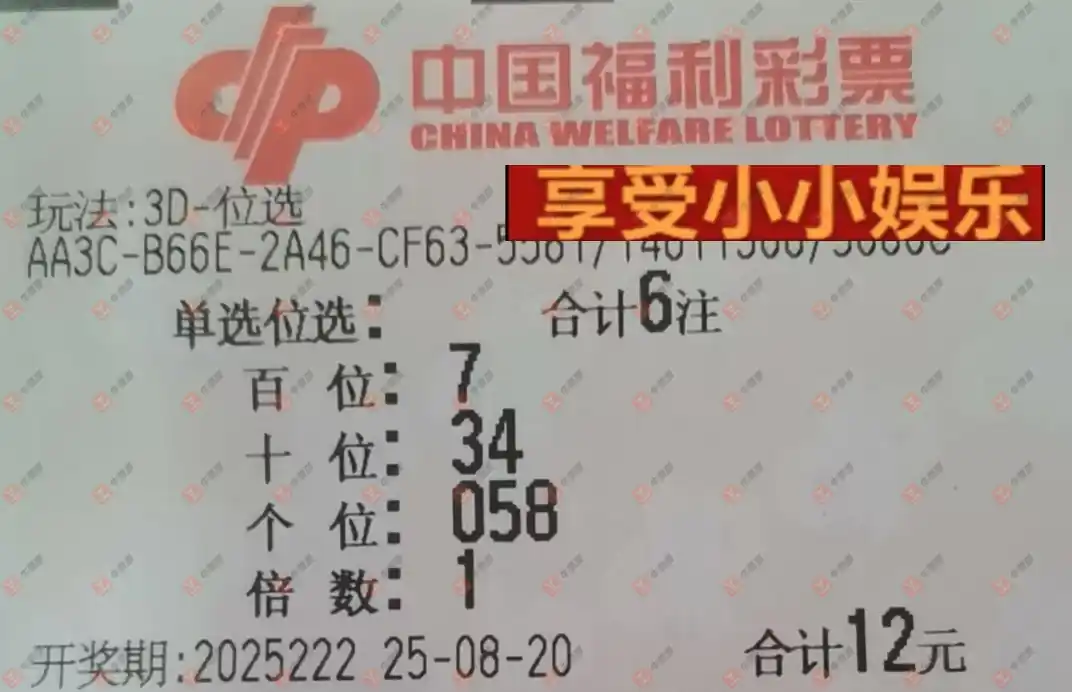 中国福利彩票
CHINA WELFARE LOTTERY
享受小小娱乐
玩法:3D-位选
AA3C-B66E-2A46-CF63-5581/14611500/
单选位选: 合计6注
百 位: 7
十 位: 34
个 位: 058
倍 数: 1
开奖期:2025222 25-08-20 合计12元